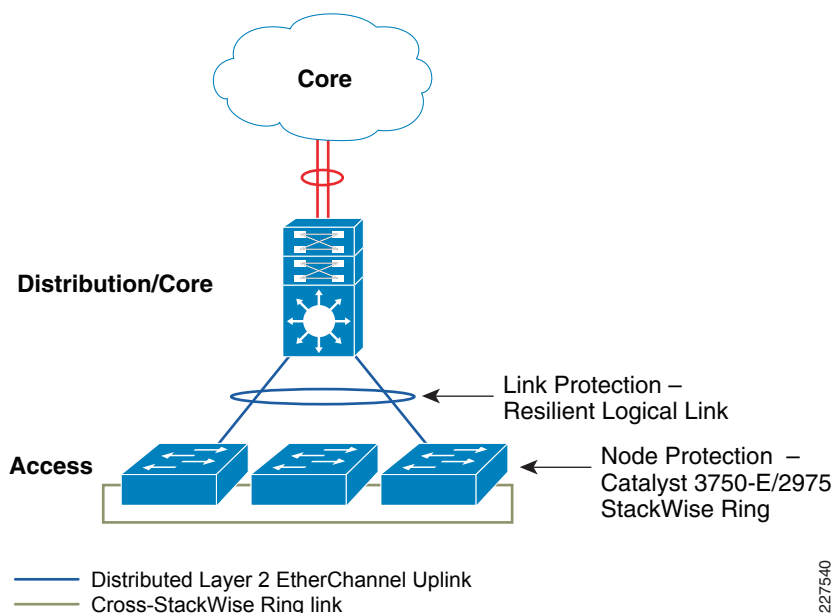 Core
Distribution/Core
Link Protection –
Resilient Logical Link
Access
Node Protection –
Catalyst 3750-E/2975
StackWise Ring
Distributed Layer 2 EtherChannel Uplink
Cross-StackWise Ring link
227540